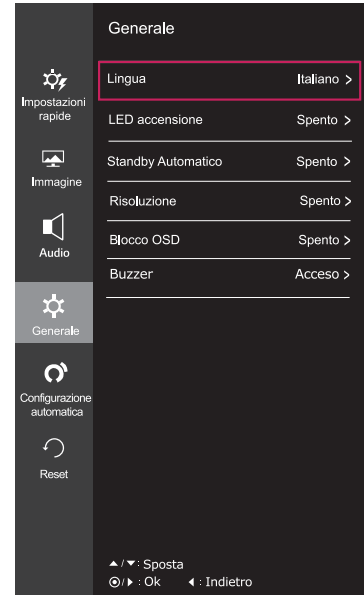 Generale
Impostazioni
rapide
Immagine
Audio
Generale
Configurazione
automatica
Reset
Lingua Italiano >
LED accensione Spento >
Standby Automatico Spento >
Risoluzione Spento >
Blocco OSD Spento >
Buzzer Acceso >
▲/▼: Sposta
◉/▶ : Ok ◀ : Indietro